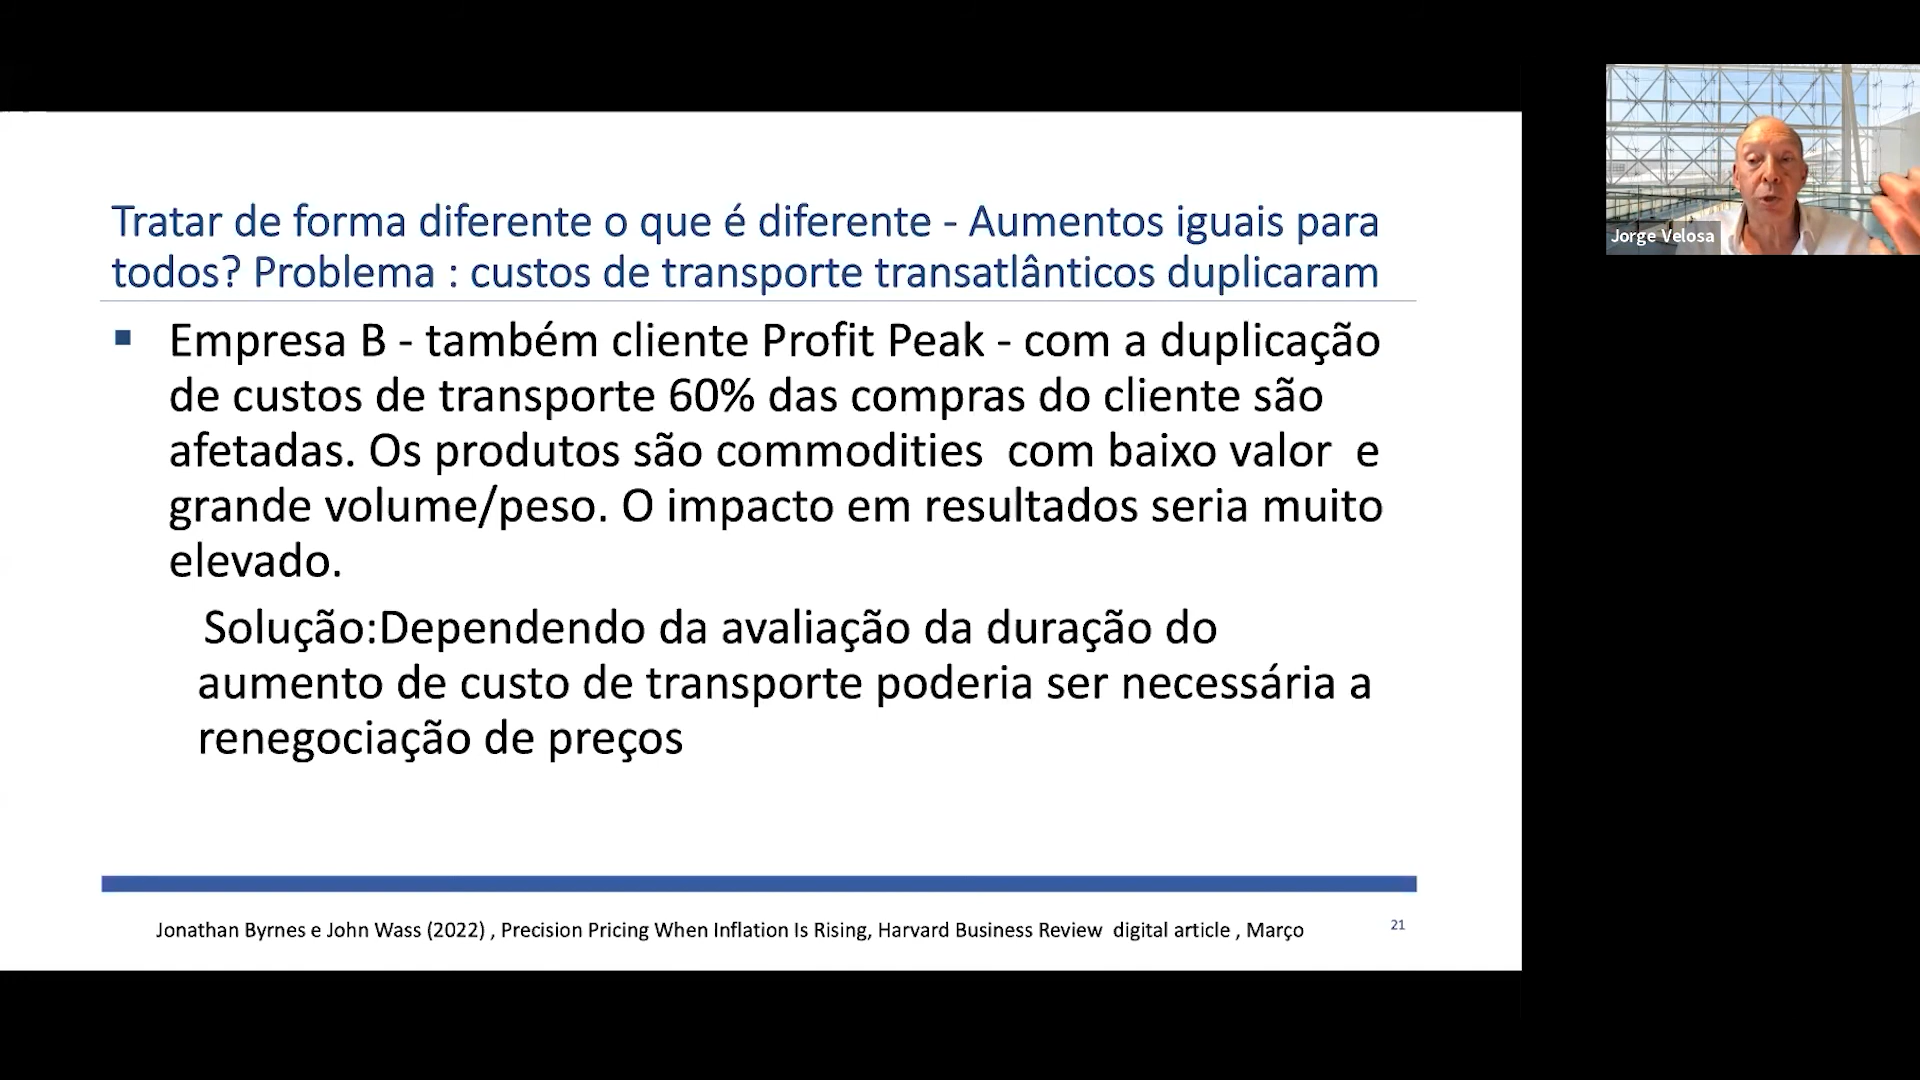 Tratar de forma diferente o que é diferente - Aumentos iguais para
todos? Problema : custos de transporte transatlânticos duplicaram
Empresa B - também cliente Profit Peak - com a duplicação
de custos de transporte 60% das compras do cliente são
afetadas. Os produtos são commodities  com baixo valor  e
grande volume/peso. O impacto em resultados seria muito
elevado.
Solução:Dependendo da avaliação da duração do
aumento de custo de transporte poderia ser necessária a
renegociação de preços
Jonathan Byrnes e John Wass (2022) , Precision Pricing When Inflation Is Rising, Harvard Business Review  digital article , Março
21
Jorge Velosa